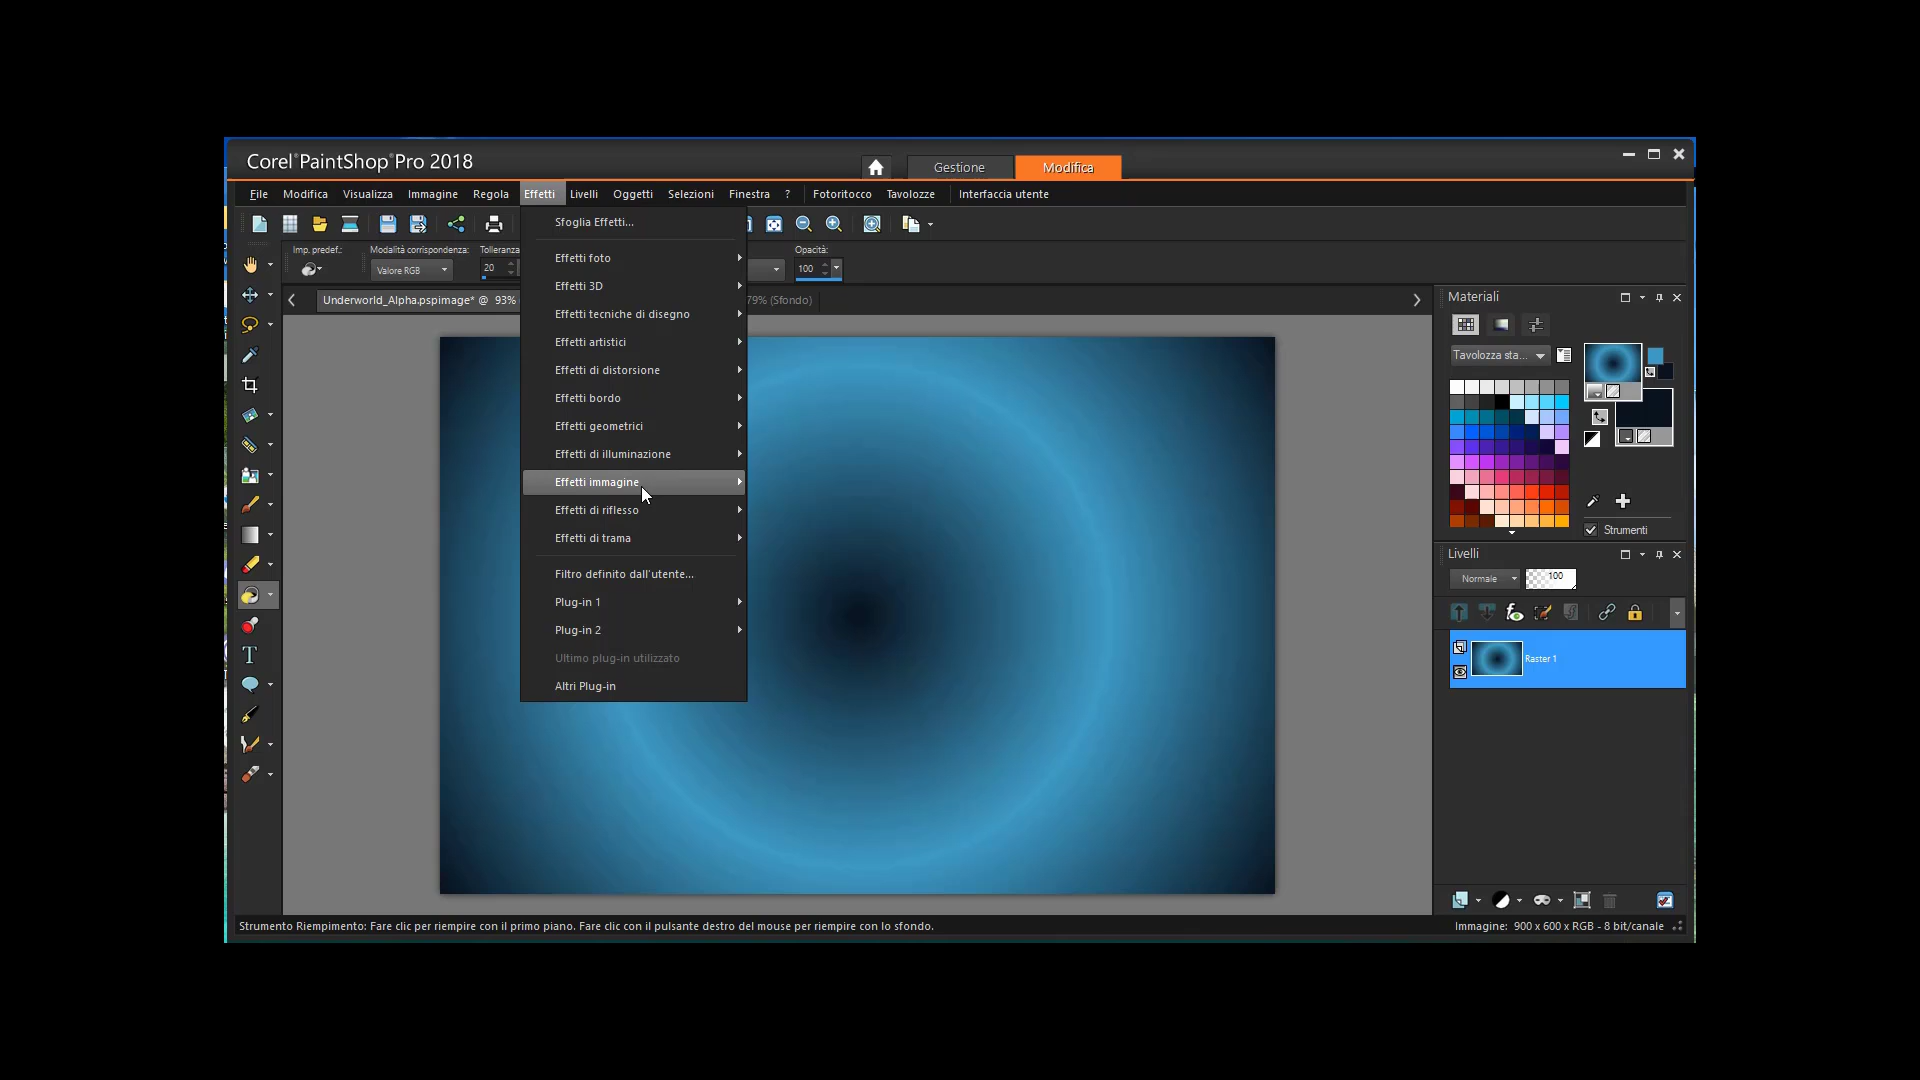 Corel®PaintShop®Pro 2018
Gestione
Modifica
File Modifica Visualizza Immagine Regola Effetti Livelli Oggetti Selezioni Finestra ? Fotoritocco Tavolozze Interfaccia utente
Imp. predef.: Modalità corrispondenza: Tolleranza Opacità:
Valore RGB 20 100
Underworld_Alpha.pspimage* @ 93% 79% (Sfondo)
Sfoglia Effetti...
Effetti foto
Effetti 3D
Effetti tecniche di disegno
Effetti artistici
Effetti di distorsione
Effetti bordo
Effetti geometrici
Effetti di illuminazione
Effetti immagine
Effetti di riflesso
Effetti di trama
Filtro definito dall'utente...
Plug-in 1
Plug-in 2
Ultimo plug-in utilizzato
Altri Plug-in
Materiali
Tavolozza sta...
Strumenti
Livelli
Normale 100
Raster 1
Strumento Riempimento: Fare clic per riempire con il primo piano. Fare clic con il pulsante destro del mouse per riempire con lo sfondo.
Immagine: 900 x 600 x RGB - 8 bit/canale